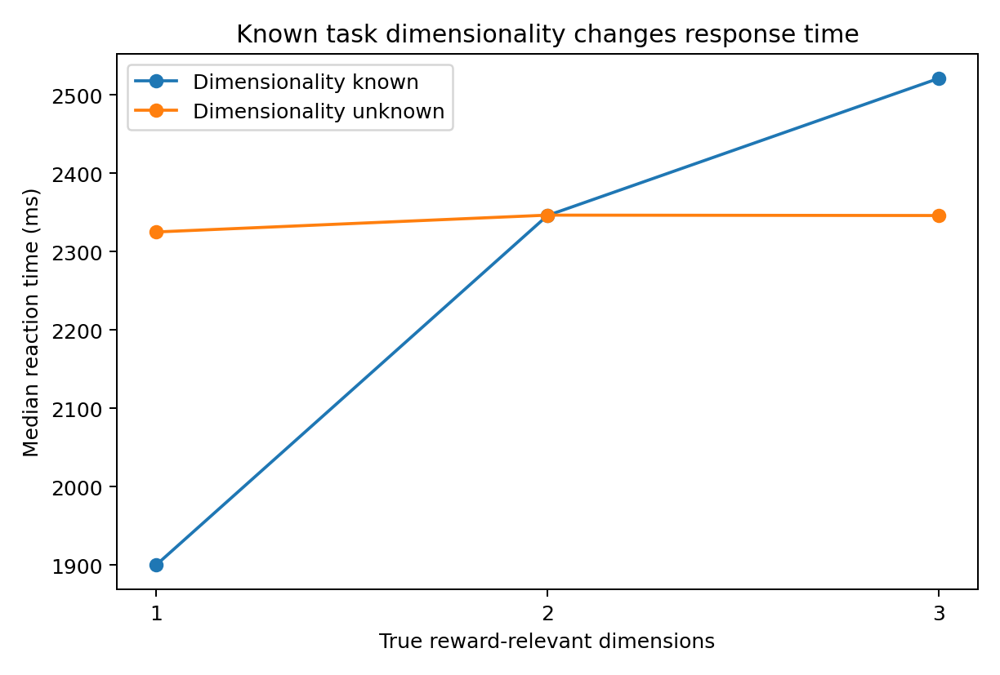 Known task dimensionality changes response time
Dimensionality known
Dimensionality unknown
Median reaction time (ms)
2500
2400
2300
2200
2100
2000
1900
1
2
3
True reward-relevant dimensions